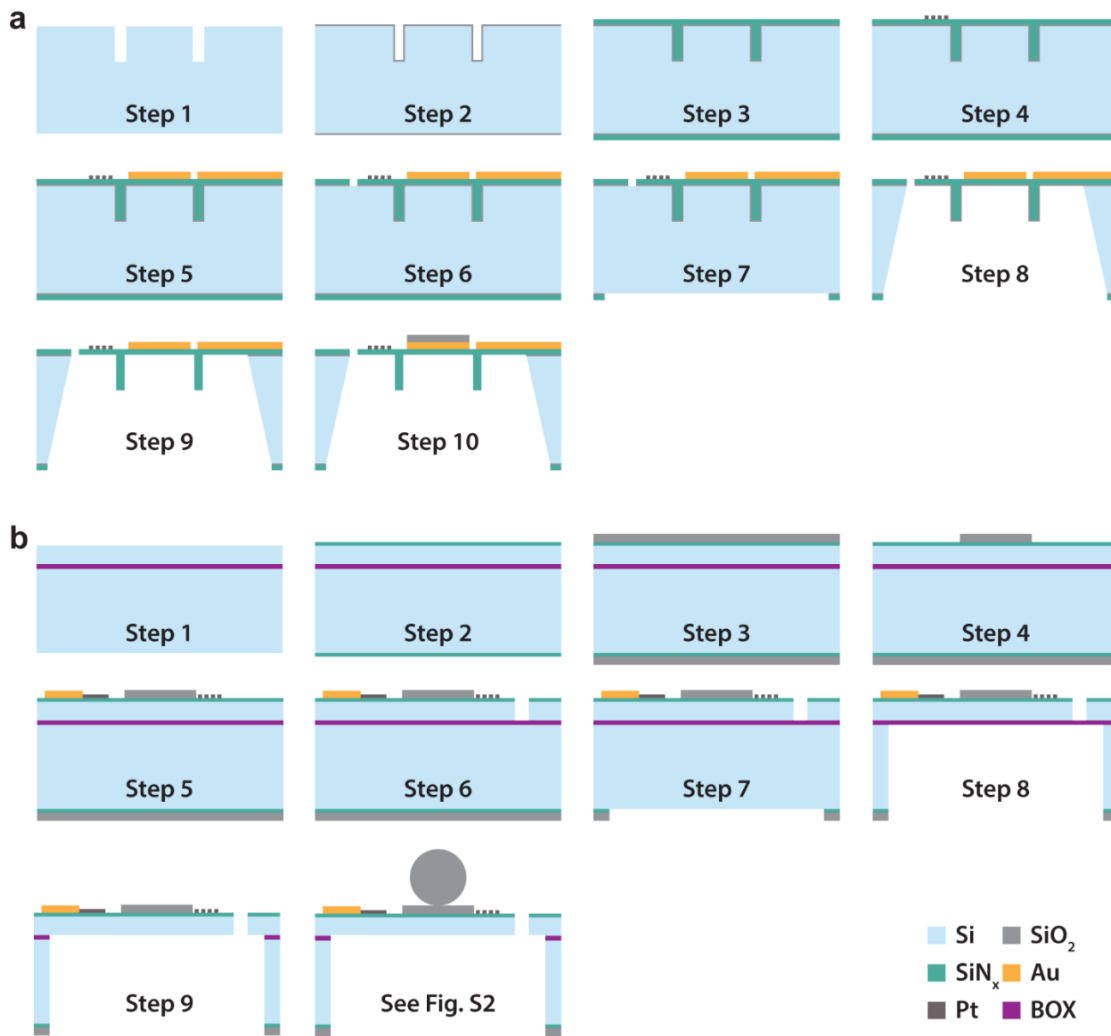 a
Step 1
Step 2
Step 3
Step 4
Step 5
Step 6
Step 7
Step 8
Step 9
Step 10
b
Step 1
Step 2
Step 3
Step 4
Step 5
Step 6
Step 7
Step 8
Step 9
See Fig. S2
Si
SiO₂
SiNₓ
Au
Pt
BOX